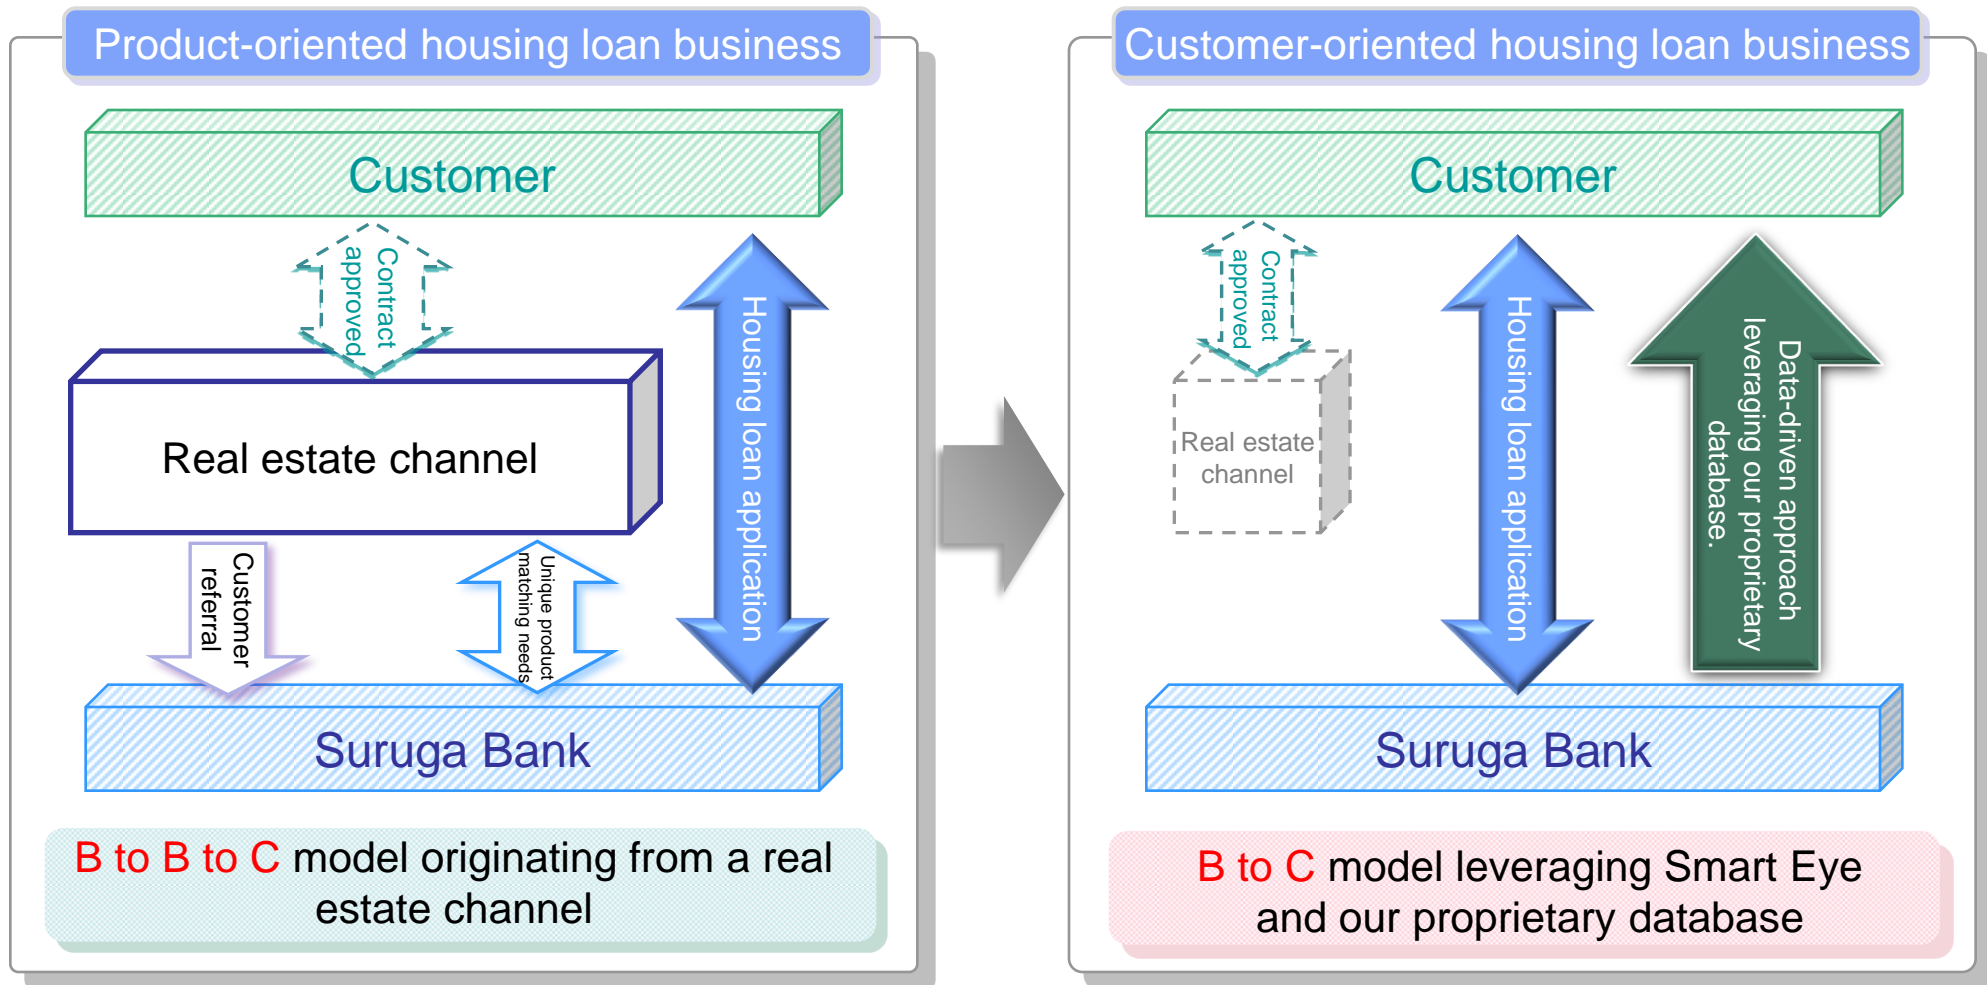 Product-oriented housing loan business
Customer
Contract
approved
Housing loan application
Real estate channel
Customer
referral
Unique product
matching needs
Suruga Bank
B to B to C model originating from a real
estate channel
Customer-oriented housing loan business
Customer
Contract
approved
Real estate
channel
Housing loan application
Data-driven approach
leveraging our proprietary
database.
Suruga Bank
B to C model leveraging Smart Eye
and our proprietary database